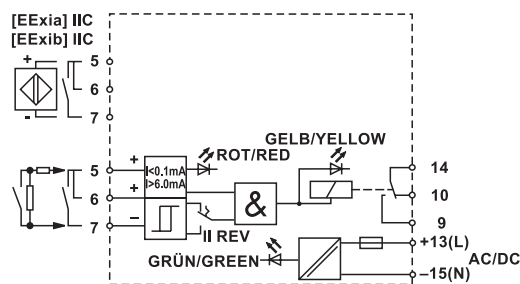 [EExia] IIC
[EExib] IIC
+
5
6
-
7
GELB/YELLOW
ROT/RED
14
5
+
I<0.1mA
I>6.0mA
10
6
+
&
9
7
–
II REV
+13(L)
AC/DC
GRÜN/GREEN
–15(N)